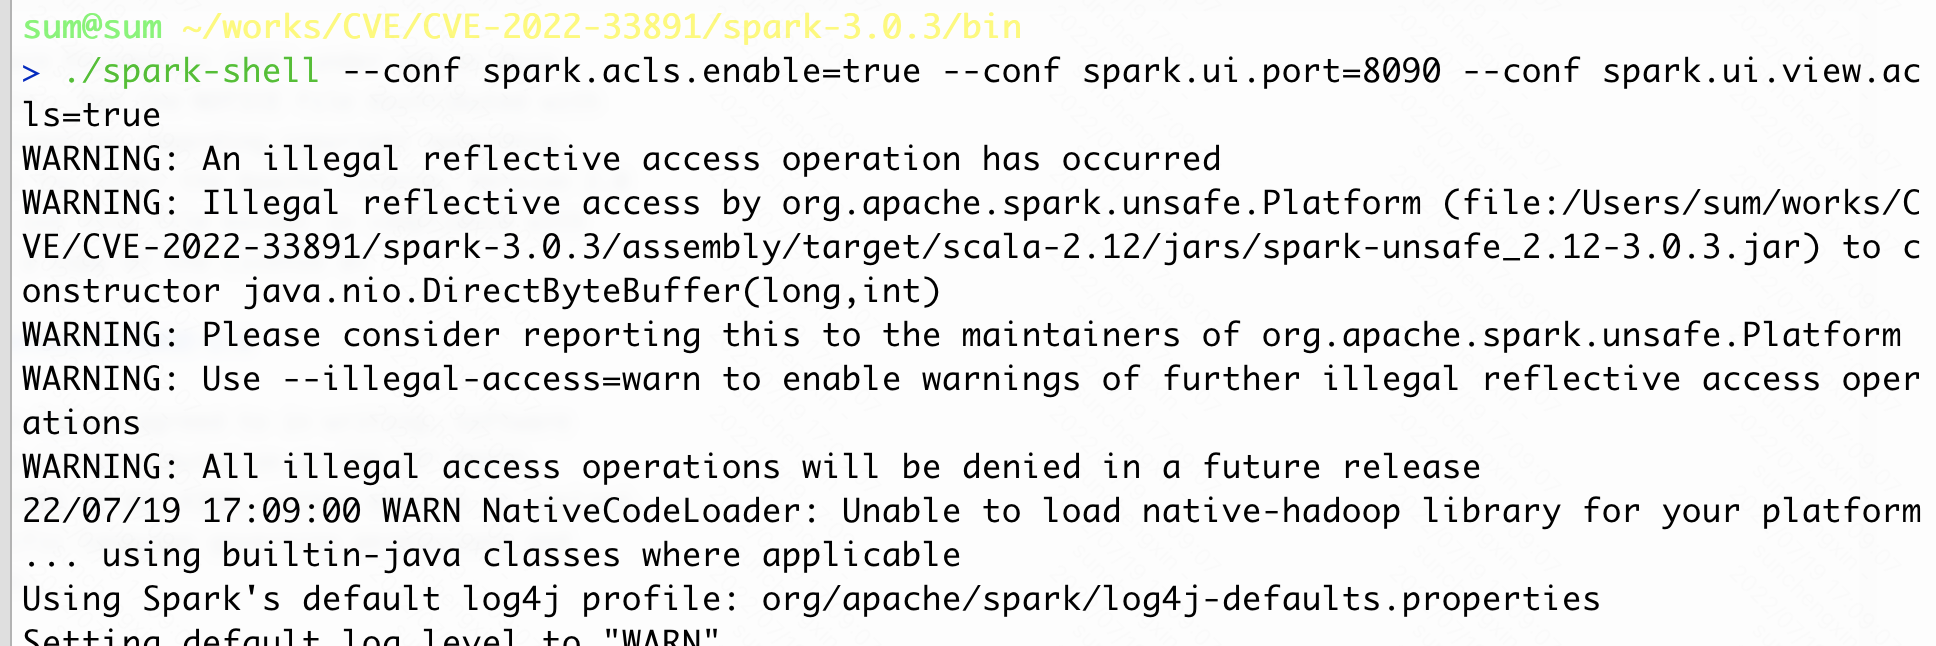 sum@sum ~/works/CVE/CVE-2022-33891/spark-3.0.3/bin
> ./spark-shell --conf spark.acls.enable=true --conf spark.ui.port=8090 --conf spark.ui.view.ac
ls=true
WARNING: An illegal reflective access operation has occurred
WARNING: Illegal reflective access by org.apache.spark.unsafe.Platform (file:/Users/sum/works/C
VE/CVE-2022-33891/spark-3.0.3/assembly/target/scala-2.12/jars/spark-unsafe_2.12-3.0.3.jar) to c
onstructor java.nio.DirectByteBuffer(long,int)
WARNING: Please consider reporting this to the maintainers of org.apache.spark.unsafe.Platform
WARNING: Use --illegal-access=warn to enable warnings of further illegal reflective access oper
ations
WARNING: All illegal access operations will be denied in a future release
22/07/19 17:09:00 WARN NativeCodeLoader: Unable to load native-hadoop library for your platform
... using builtin-java classes where applicable
Using Spark's default log4j profile: org/apache/spark/log4j-defaults.properties
Setting default log level to "WARN"